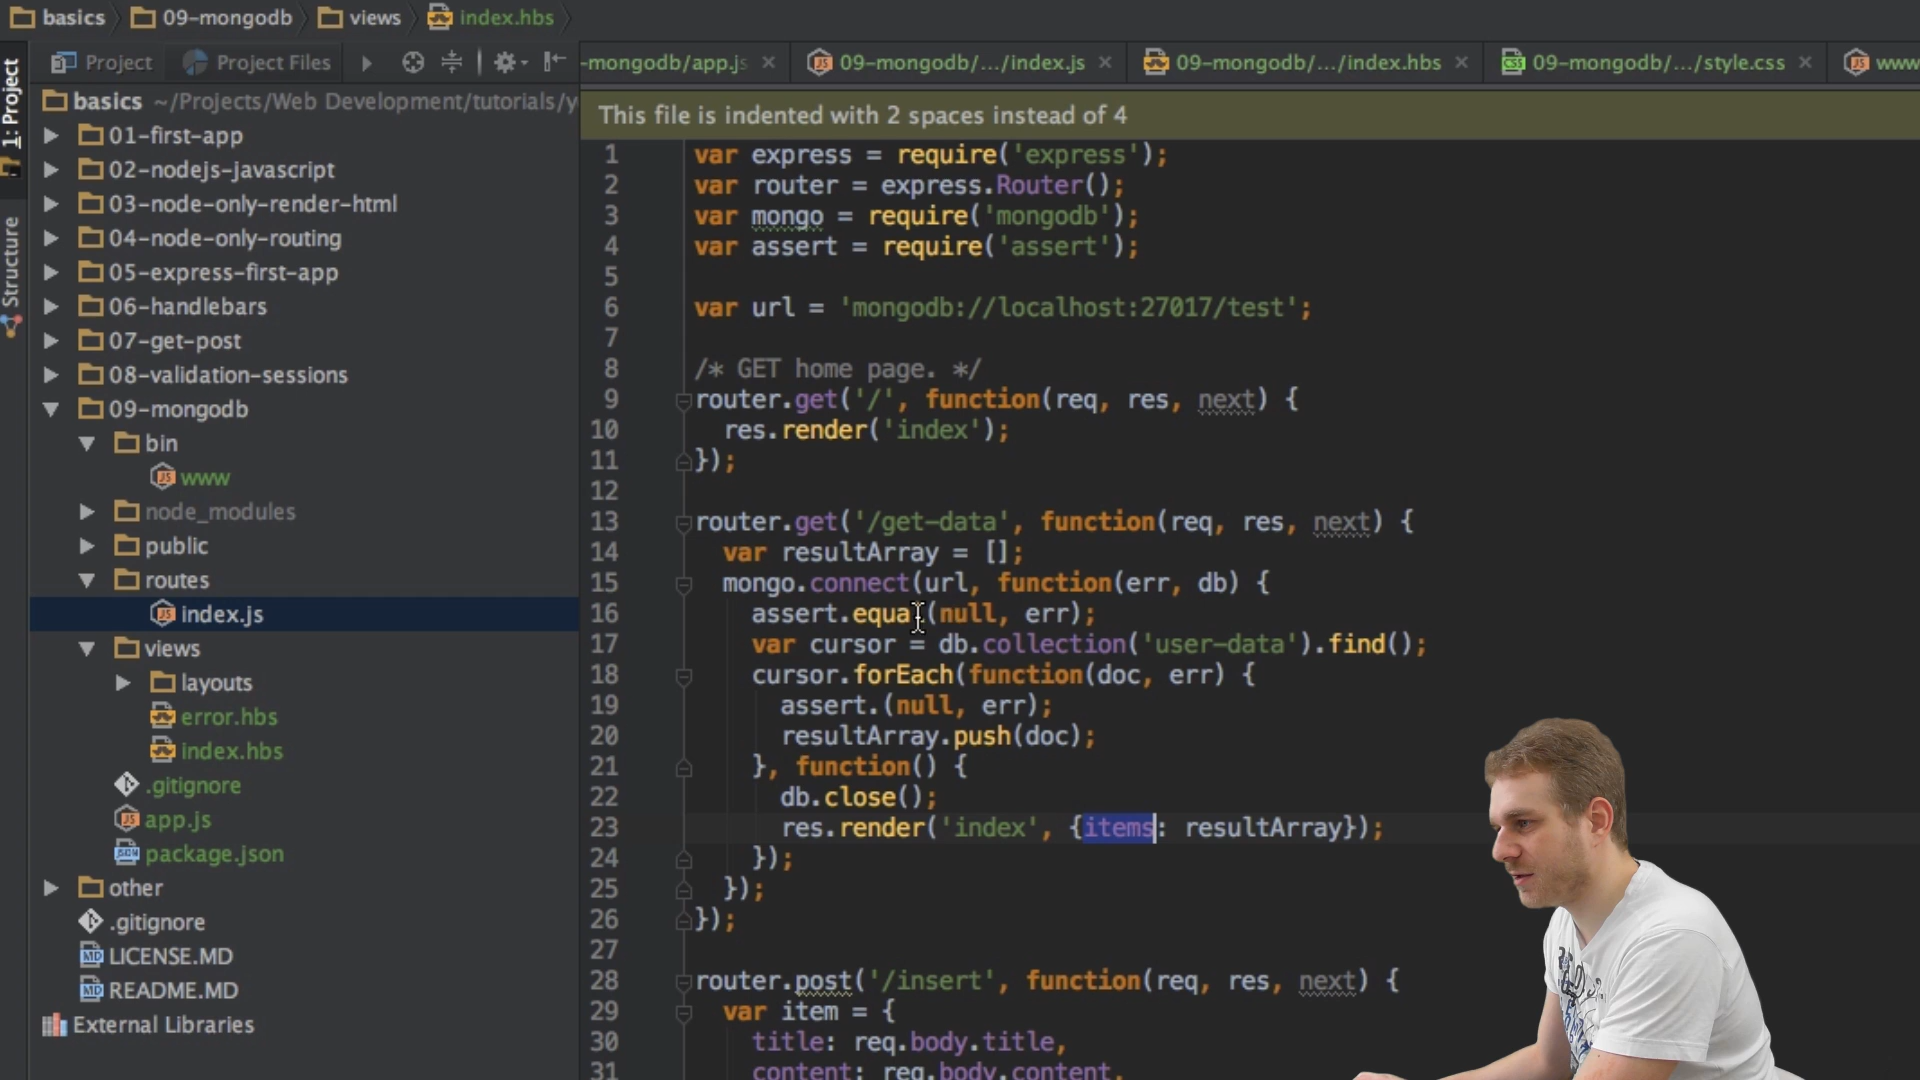 basics 09-mongodb views index.hbs
Project Project Files
-mongodb/app.js 09-mongodb/.../index.js 09-mongodb/.../index.hbs 09-mongodb/.../style.css www
1: Project
Structure
basics ~/Projects/Web Development/tutorials/y
01-first-app
02-nodejs-javascript
03-node-only-render-html
04-node-only-routing
05-express-first-app
06-handlebars
07-get-post
08-validation-sessions
09-mongodb
bin
www
node_modules
public
routes
index.js
views
layouts
error.hbs
index.hbs
.gitignore
app.js
package.json
other
.gitignore
LICENSE.MD
README.MD
External Libraries
This file is indented with 2 spaces instead of 4
1 var express = require('express');
2 var router = express.Router();
3 var mongo = require('mongodb');
4 var assert = require('assert');
5
6 var url = 'mongodb://localhost:27017/test';
7
8 /* GET home page. */
9 router.get('/', function(req, res, next) {
10 res.render('index');
11 });
12
13 router.get('/get-data', function(req, res, next) {
14 var resultArray = [];
15 mongo.connect(url, function(err, db) {
16 assert.equal(null, err);
17 var cursor = db.collection('user-data').find();
18 cursor.forEach(function(doc, err) {
19 assert.(null, err);
20 resultArray.push(doc);
21 }, function() {
22 db.close();
23 res.render('index', {items: resultArray});
24 });
25 });
26 });
27
28 router.post('/insert', function(req, res, next) {
29 var item = {
30 title: req.body.title,
31 content: req.body.content,